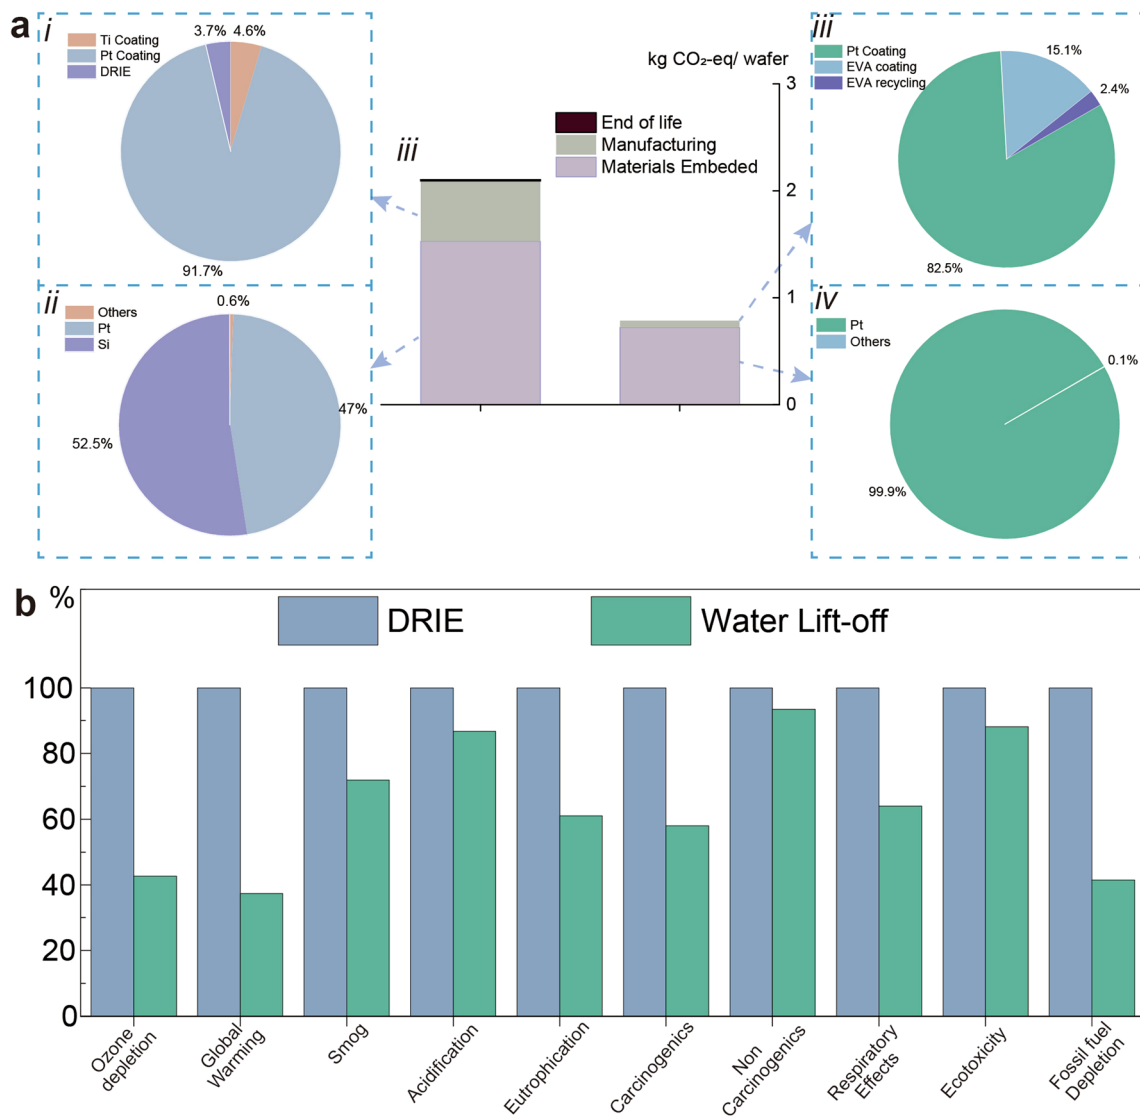 a
i
Ti Coating
Pt Coating
DRIE
3.7%
4.6%
91.7%
ii
Others
Pt
Si
0.6%
47%
52.5%
iii
kg CO₂-eq/ wafer
End of life
Manufacturing
Materials Embeded
3
2
1
0
iii
Pt Coating
EVA coating
EVA recycling
15.1%
2.4%
82.5%
iv
Pt
Others
0.1%
99.9%
b
%
DRIE
Water Lift-off
100
80
60
40
20
0
Ozone
depletion
Global
Warming
Smog
Acidification
Eutrophication
Carcinogenics
Non
Carcinogenics
Respiratory
Effects
Ecotoxicity
Fossil fuel
Depletion